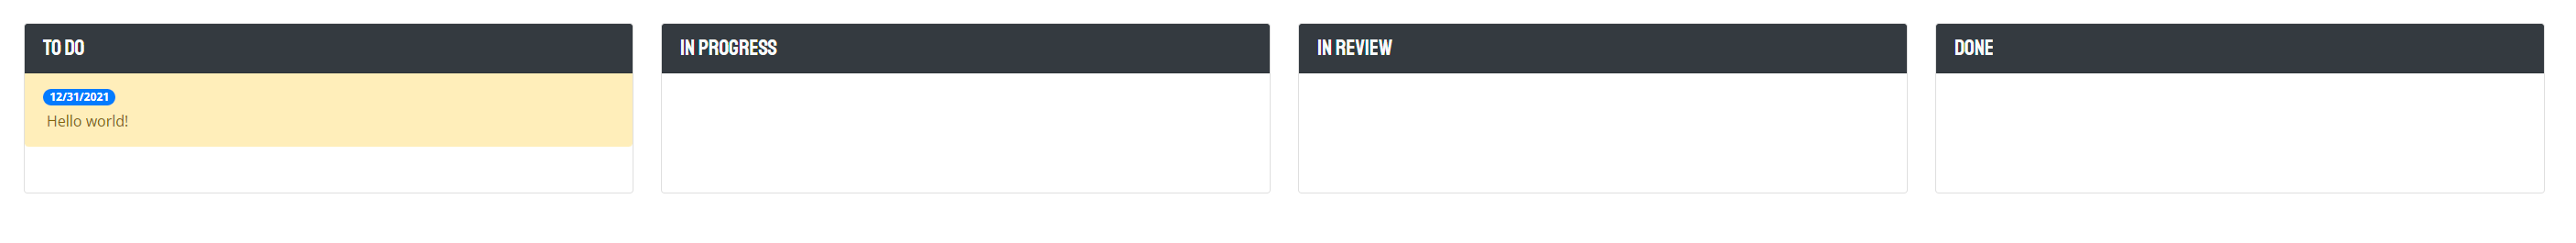 TO DO
12/31/2021
Hello world!
IN PROGRESS
IN REVIEW
DONE